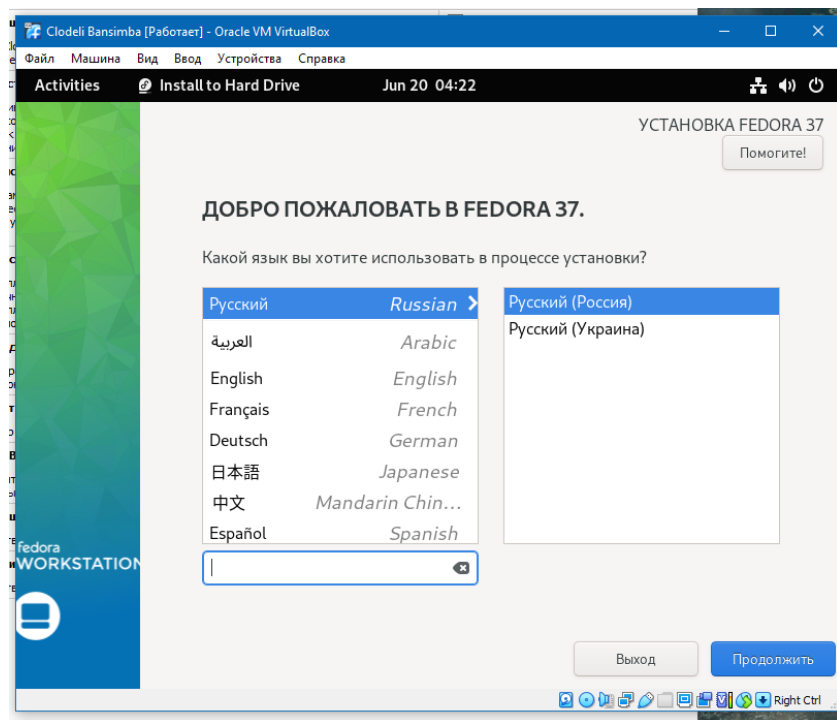 Clodeli Bansimba [Работает] - Oracle VM VirtualBox
Файл Машина Вид Ввод Устройства Справка
Activities Install to Hard Drive Jun 20 04:22
УСТАНОВКА FEDORA 37
Помогите!
ДОБРО ПОЖАЛОВАТЬ В FEDORA 37.
Какой язык вы хотите использовать в процессе установки?
Русский Russian
العربية Arabic
English English
Français French
Deutsch German
日本語 Japanese
中文 Mandarin Chin...
Español Spanish
Русский (Россия)
Русский (Украина)
fedora
WORKSTATION
Выход Продолжить
Right Ctrl